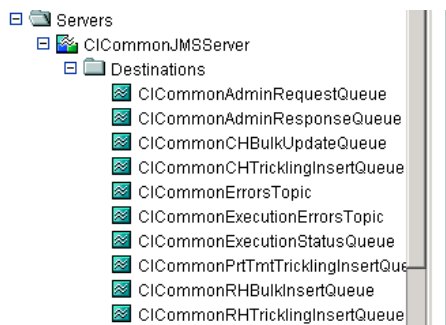 Servers
CICommonJMSServer
Destinations
CICommonAdminRequestQueue
CICommonAdminResponseQueue
CICommonCHBulkUpdateQueue
CICommonCHTricklingInsertQueue
CICommonErrorsTopic
CICommonExecutionErrorsTopic
CICommonExecutionStatusQueue
CICommonPrtTmtTricklingInsertQue
CICommonRHBulkInsertQueue
CICommonRHTricklingInsertQueue